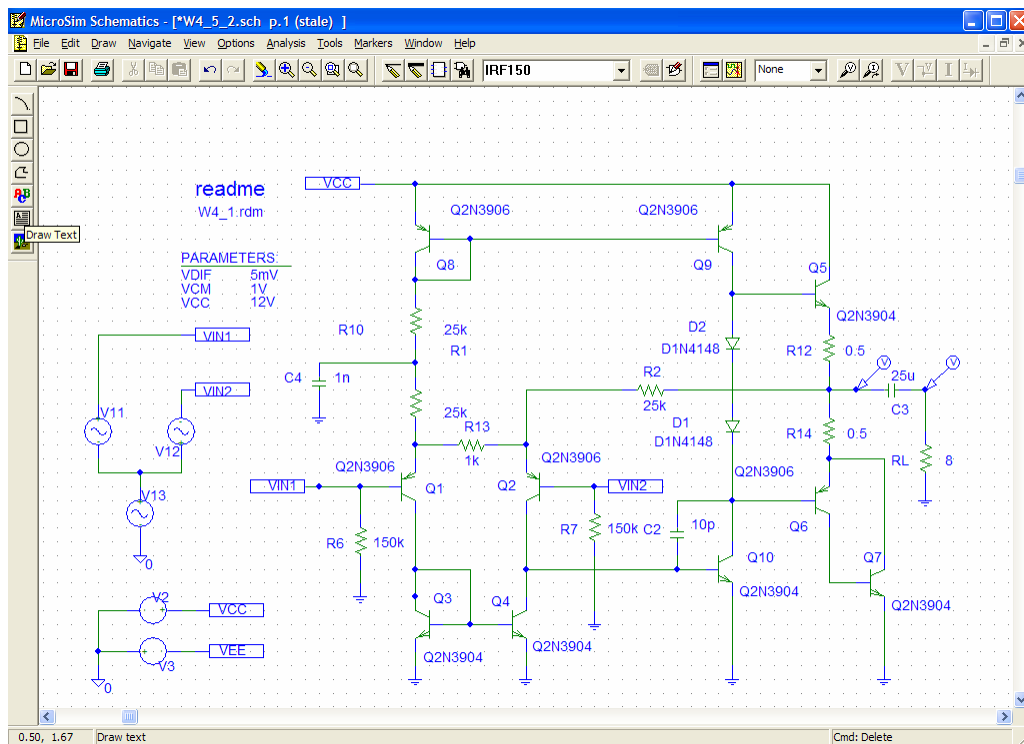 MicroSim Schematics - [*W4_5_2.sch p.1 (stale) ]
File Edit Draw Navigate View Options Analysis Tools Markers Window Help
IRF150
None
V V I I
ABC
Draw Text
readme
W4_1.rdm
PARAMETERS:
VDIF 5mV
VCM 1V
VCC 12V
VCC
Q2N3906 Q2N3906
Q8 Q9 Q5
Q2N3904
R10 25k
D2
D1N4148
R12 0.5
VIN1
R1
C4 1n
R2
25k
V V
25u
C3
VIN2
25k
R13
1k
D1
D1N4148
R14 0.5
V11
V12
Q2N3906 Q2N3906 Q2N3906
RL 8
VIN1 Q1 Q2 VIN2
V13
R6 150k
R7 150k
C2 10p
Q6
0
Q10 Q7
Q2N3904 Q2N3904
V2 VCC
Q3 Q4
V3 VEE
Q2N3904 Q2N3904
0
0.50, 1.67 Draw text Cmd: Delete